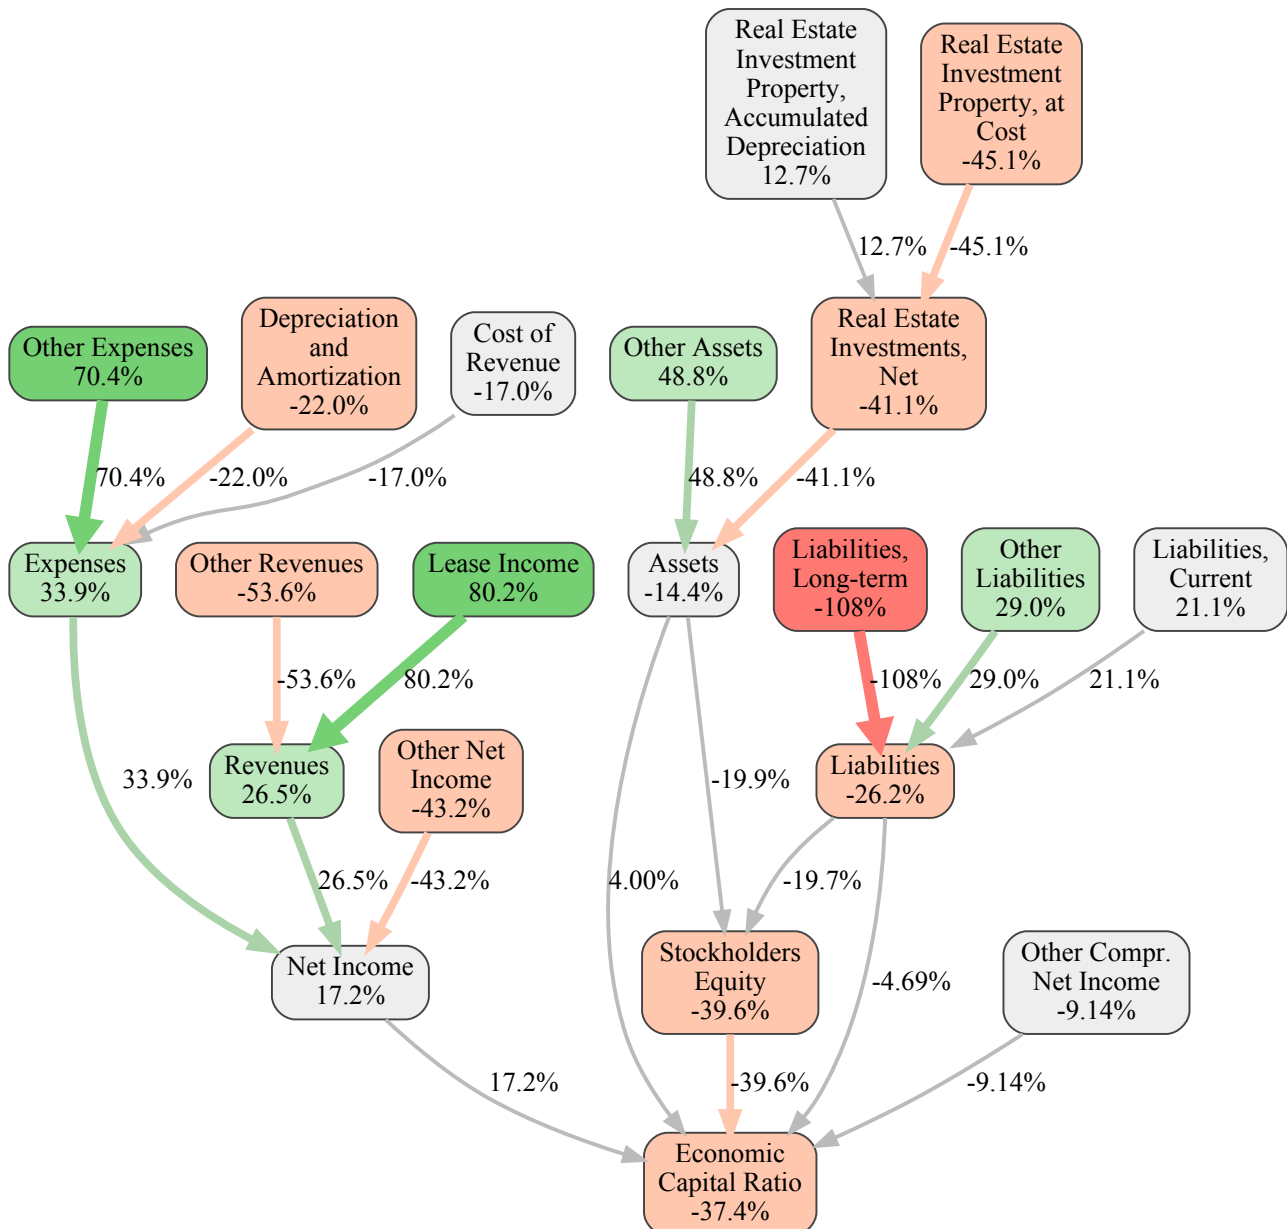 Real Estate
Investment
Property,
Accumulated
Depreciation
12.7%
Real Estate
Investment
Property, at
Cost
-45.1%
12.7%
-45.1%
Other Expenses
70.4%
Depreciation
and
Amortization
-22.0%
Cost of
Revenue
-17.0%
Other Assets
48.8%
Real Estate
Investments,
Net
-41.1%
70.4%
-22.0%
-17.0%
48.8%
-41.1%
Expenses
33.9%
Other Revenues
-53.6%
Lease Income
80.2%
Assets
-14.4%
Liabilities,
Long-term
-108%
Other
Liabilities
29.0%
Liabilities,
Current
21.1%
-53.6%
80.2%
-108%
29.0%
21.1%
33.9%
Revenues
26.5%
Other Net
Income
-43.2%
-19.9%
Liabilities
-26.2%
26.5%
-43.2%
4.00%
-19.7%
Net Income
17.2%
Stockholders
Equity
-39.6%
-4.69%
Other Compr.
Net Income
-9.14%
17.2%
-39.6%
-9.14%
Economic
Capital Ratio
-37.4%